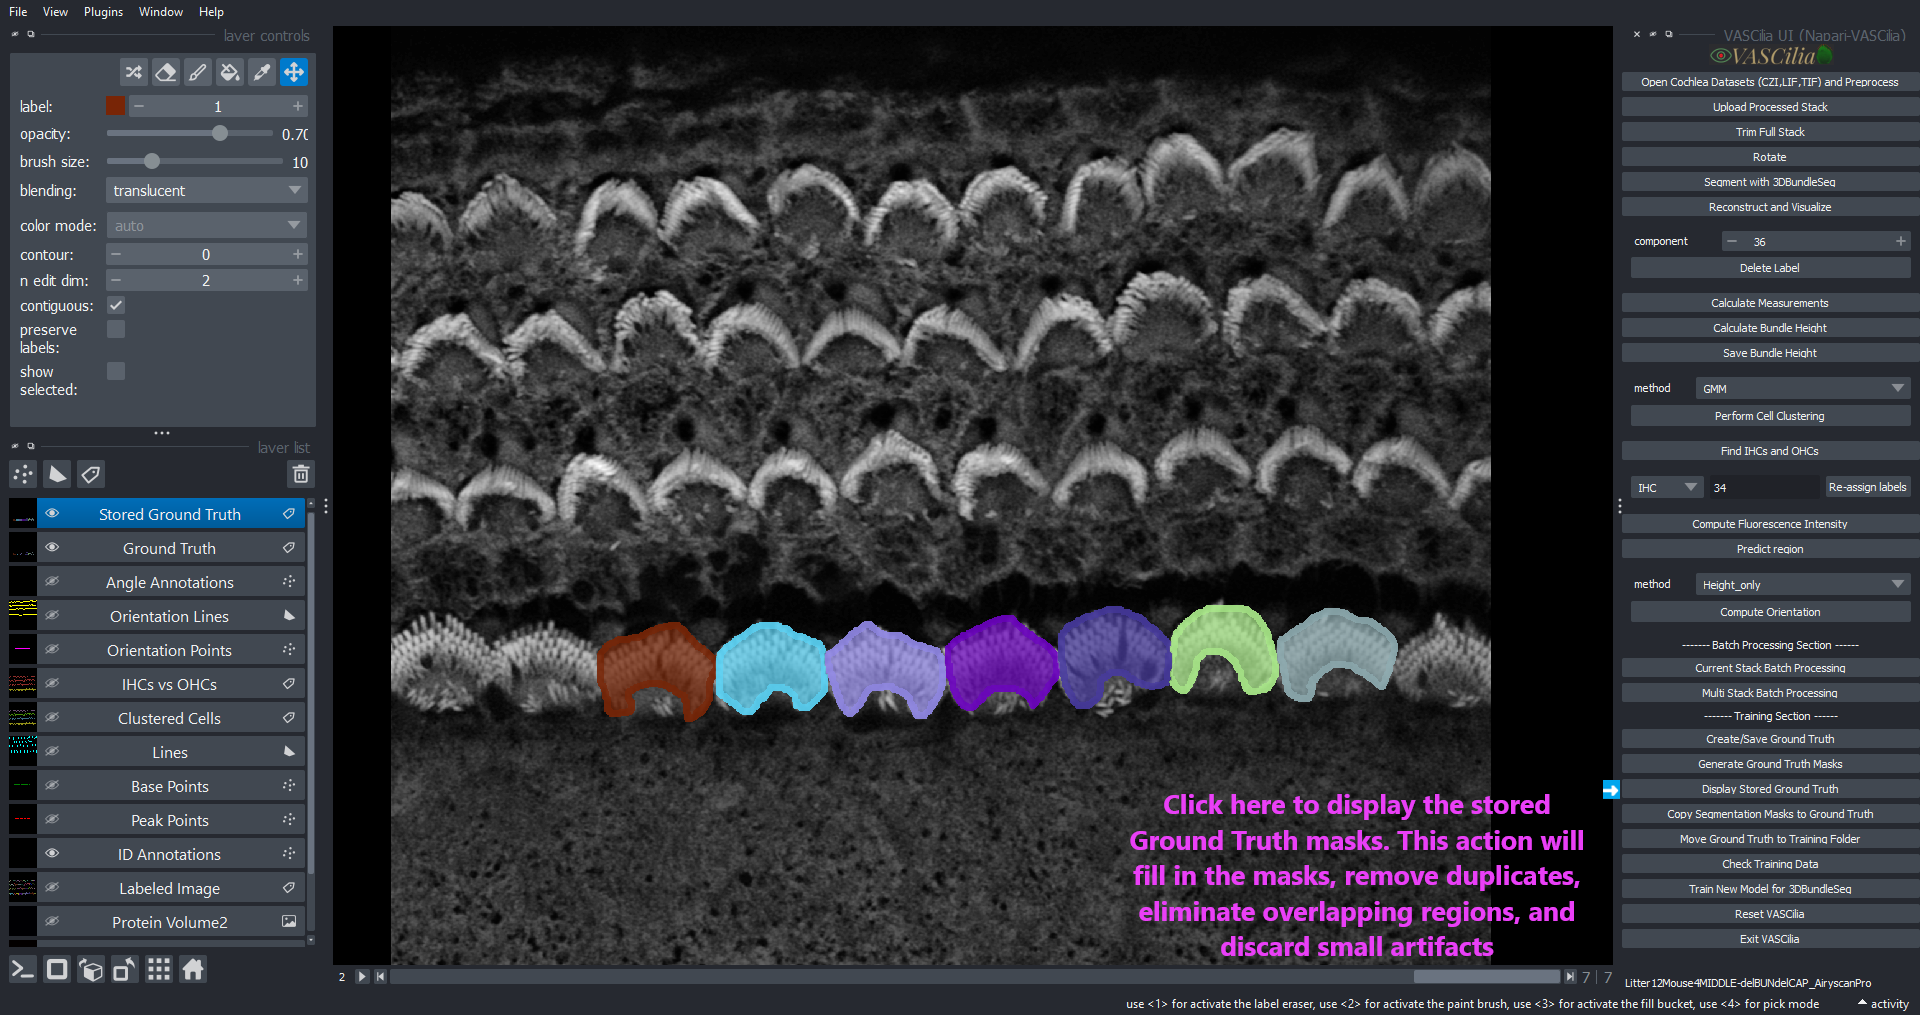 File View Plugins Window Help
layer controls
label: 1
opacity: 0.70
brush size: 10
blending: translucent
color mode: auto
contour: 0
n edit dim: 2
contiguous:
preserve
labels:
show
selected:
layer list
Stored Ground Truth
Ground Truth
Angle Annotations
Orientation Lines
Orientation Points
IHCs vs OHCs
Clustered Cells
Lines
Base Points
Peak Points
ID Annotations
Labeled Image
Protein Volume2
Click here to display the stored
Ground Truth masks. This action will
fill in the masks, remove duplicates,
eliminate overlapping regions, and
discard small artifacts
2 7 | 7
VASCilia UI (Napari-VASCilia)
VASCilia
Open Cochlea Datasets (CZI,LIF,TIF) and Preprocess
Upload Processed Stack
Trim Full Stack
Rotate
Segment with 3DBundleSeg
Reconstruct and Visualize
component 36
Delete Label
Calculate Measurements
Calculate Bundle Height
Save Bundle Height
method GMM
Perform Cell Clustering
Find IHCs and OHCs
IHC 34 Re-assign labels
Compute Fluorescence Intensity
Predict region
method Height_only
Compute Orientation
------- Batch Processing Section ------
Current Stack Batch Processing
Multi Stack Batch Processing
------- Training Section ------
Create/Save Ground Truth
Generate Ground Truth Masks
Display Stored Ground Truth
Copy Segmentation Masks to Ground Truth
Move Ground Truth to Training Folder
Check Training Data
Train New Model for 3DBundleSeg
Reset VASCilia
Exit VASCilia
Litter12Mouse4MIDDLE-delBUNdelCAP_AiryscanPro
use <1> for activate the label eraser, use <2> for activate the paint brush, use <3> for activate the fill bucket, use <4> for pick mode activity